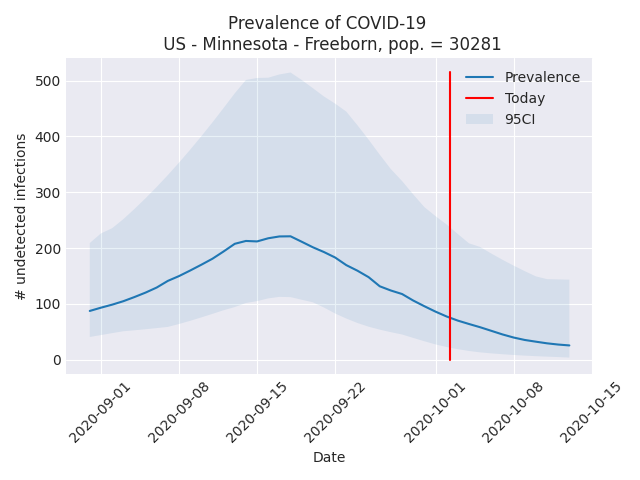 Prevalence of COVID-19
US - Minnesota - Freeborn, pop. = 30281
Prevalence
Today
95CI
# undetected infections
500
400
300
200
100
0
2020-09-01
2020-09-08
2020-09-15
2020-09-22
2020-10-01
2020-10-08
2020-10-15
Date